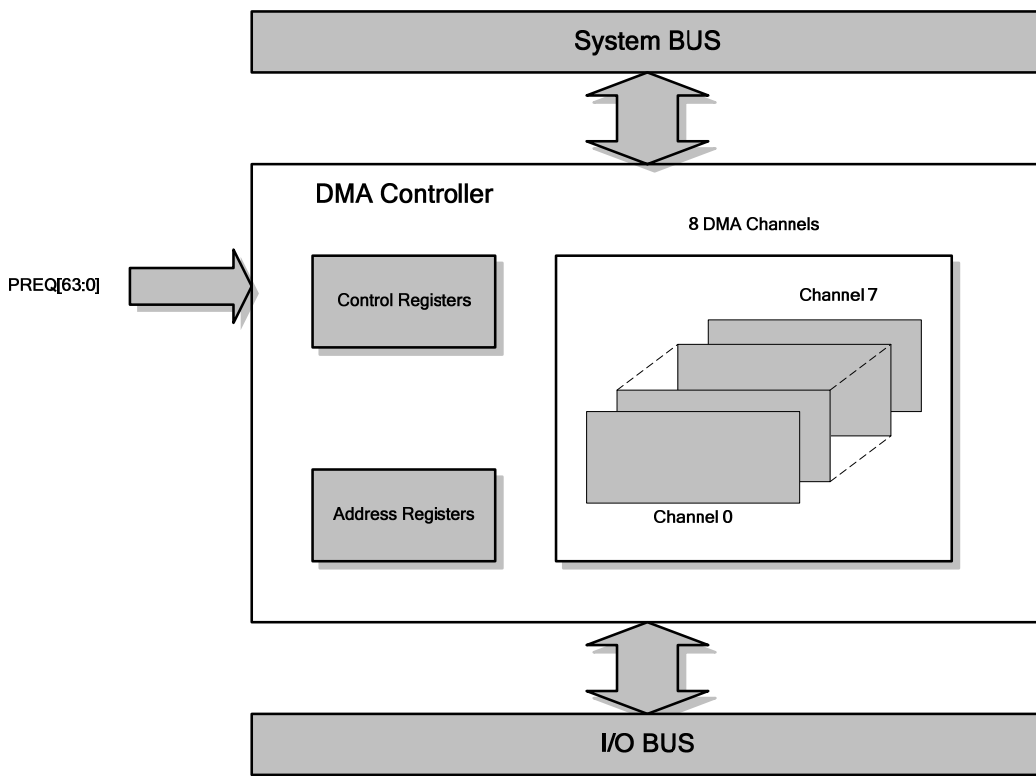 System BUS
DMA Controller
8 DMA Channels
PREQ[63:0]
Control Registers
Channel 7
Address Registers
Channel 0
I/O BUS